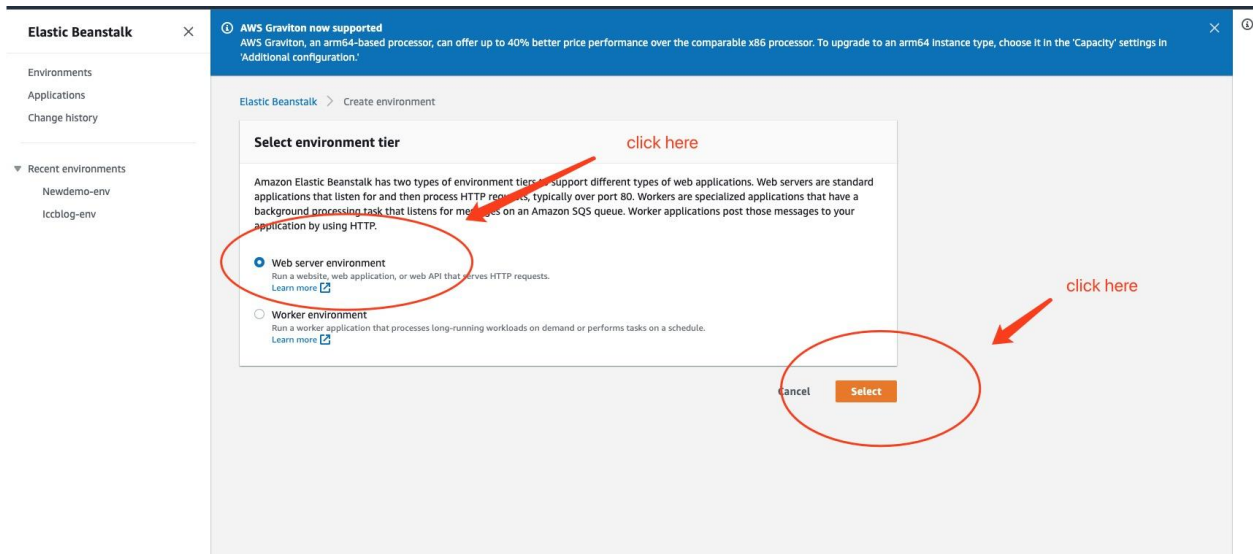 Elastic Beanstalk
Environments
Applications
Change history
Recent environments
Newdemo-env
Iccblog-env
AWS Graviton now supported
AWS Graviton, an arm64-based processor, can offer up to 40% better price performance over the comparable x86 processor. To upgrade to an arm64 instance type, choose it in the 'Capacity' settings in
'Additional configuration.'
Elastic Beanstalk > Create environment
Select environment tier
click here
Amazon Elastic Beanstalk has two types of environment tiers to support different types of web applications. Web servers are standard
applications that listen for and then process HTTP requests, typically over port 80. Workers are specialized applications that have a
background processing task that listens for messages on an Amazon SQS queue. Worker applications post those messages to your
application by using HTTP.
Web server environment
Run a website, web application, or web API that serves HTTP requests.
Learn more
click here
Worker environment
Run a worker application that processes long-running workloads on demand or performs tasks on a schedule.
Learn more
Cancel
Select